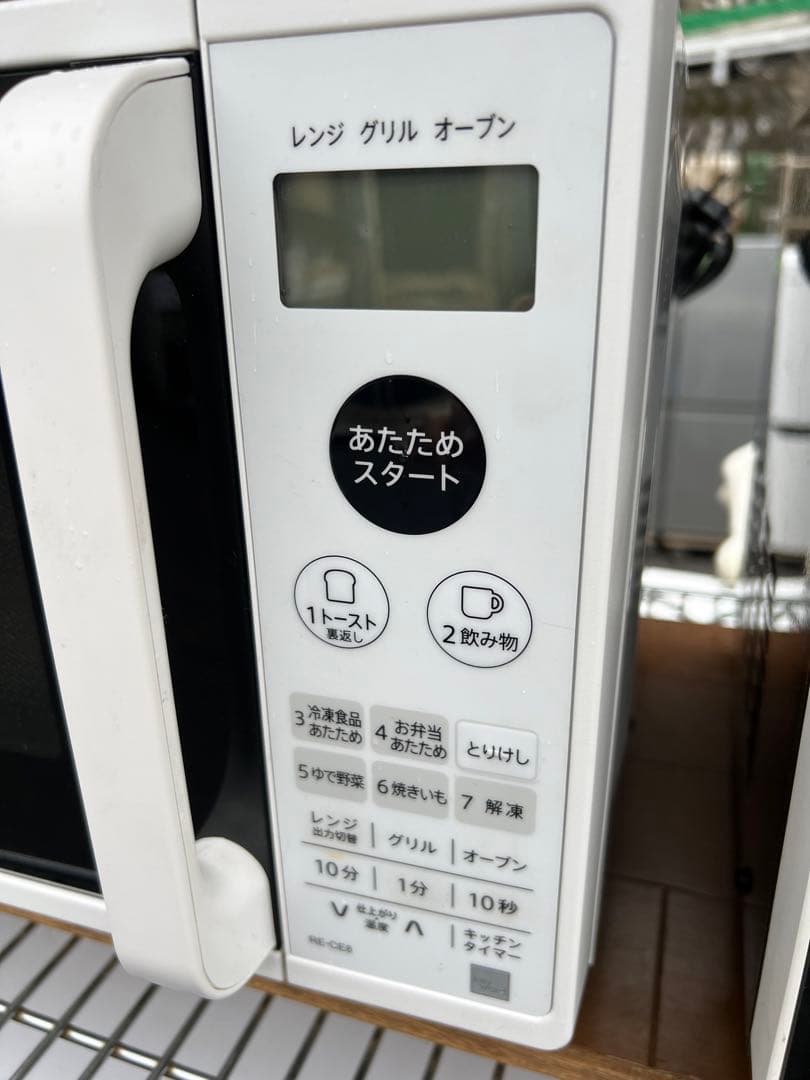 レンジ グリル オーブン
あたため
スタート
1トースト
裏返し
2飲み物
3 冷凍食品
あたため
4 お弁当
あたため
とりけし
5ゆで野菜
6焼きいも
7 解凍
レンジ
出力切替
グリル
オーブン
10分
1分
10秒
仕上がり
温度
キッチン
タイマー